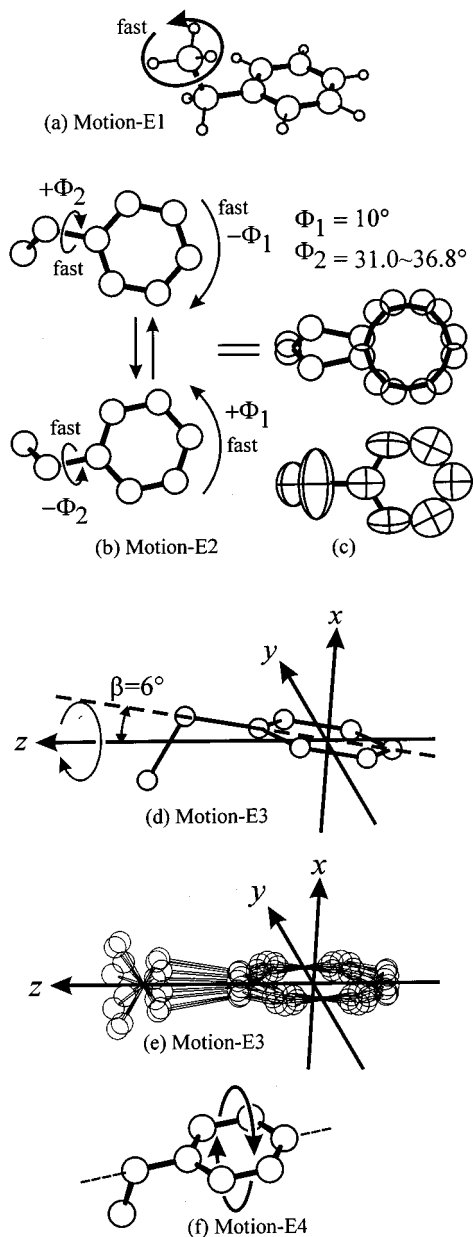 fast
(a) Motion-E1
+Φ₂
fast
fast
−Φ₁
Φ₁ = 10°
Φ₂ = 31.0~36.8°
fast
+Φ₁
fast
−Φ₂
(b) Motion-E2
(c)
x
y
β=6°
z
(d) Motion-E3
x
y
z
(e) Motion-E3
(f) Motion-E4